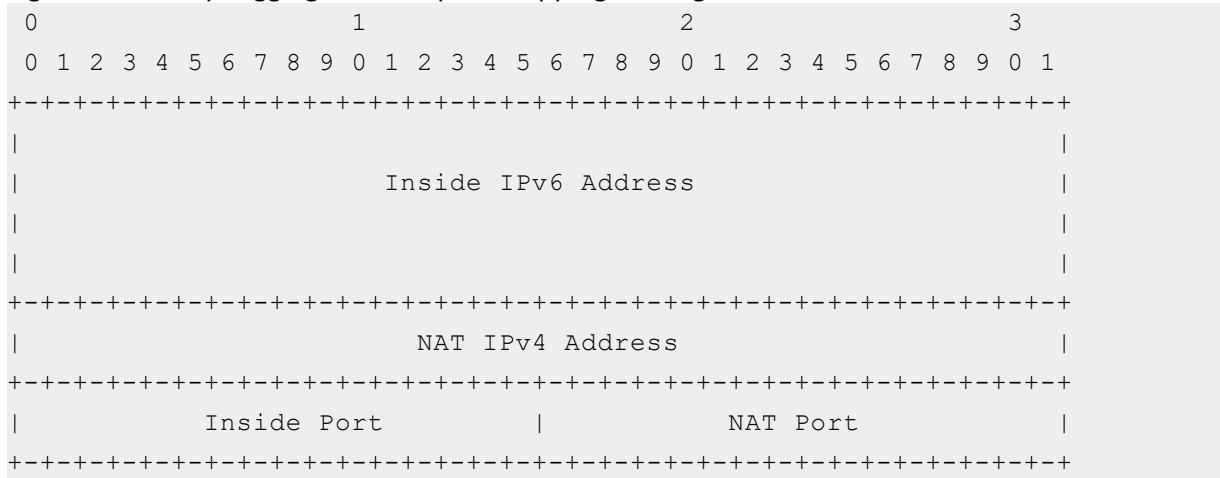 0                   1                   2                   3
 0 1 2 3 4 5 6 7 8 9 0 1 2 3 4 5 6 7 8 9 0 1 2 3 4 5 6 7 8 9 0 1
+-+-+-+-+-+-+-+-+-+-+-+-+-+-+-+-+-+-+-+-+-+-+-+-+-+-+-+-+-+-+-+-+
|                                                               |
|                      Inside IPv6 Address                      |
|                                                               |
|                                                               |
+-+-+-+-+-+-+-+-+-+-+-+-+-+-+-+-+-+-+-+-+-+-+-+-+-+-+-+-+-+-+-+-+
|                        NAT IPv4 Address                       |
+-+-+-+-+-+-+-+-+-+-+-+-+-+-+-+-+-+-+-+-+-+-+-+-+-+-+-+-+-+-+-+-+
|           Inside Port         |           NAT Port            |
+-+-+-+-+-+-+-+-+-+-+-+-+-+-+-+-+-+-+-+-+-+-+-+-+-+-+-+-+-+-+-+-+